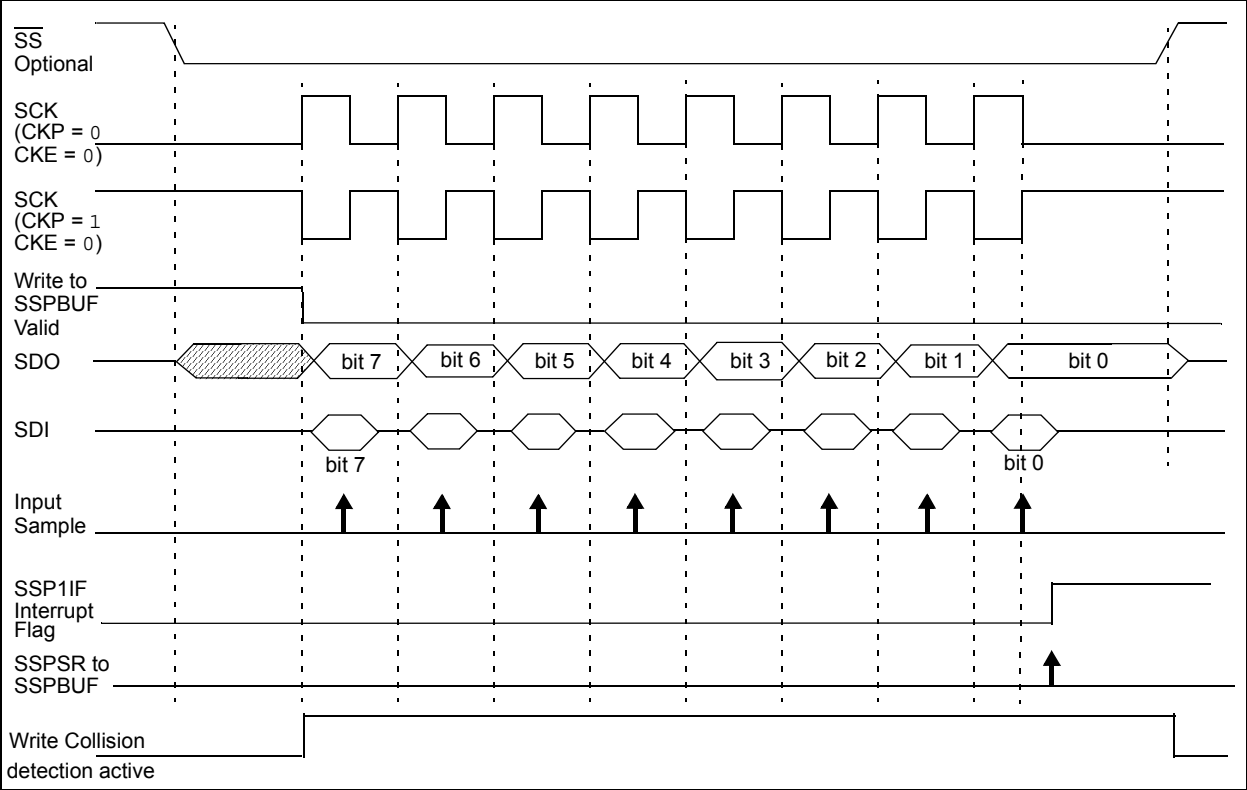 SS
Optional
SCK
(CKP = 0
CKE = 0)
SCK
(CKP = 1
CKE = 0)
Write to
SSPBUF
Valid
SDO
bit 7 bit 6 bit 5 bit 4 bit 3 bit 2 bit 1 bit 0
SDI
bit 7 bit 0
Input
Sample
SSP1IF
Interrupt
Flag
SSPSR to
SSPBUF
Write Collision
detection active